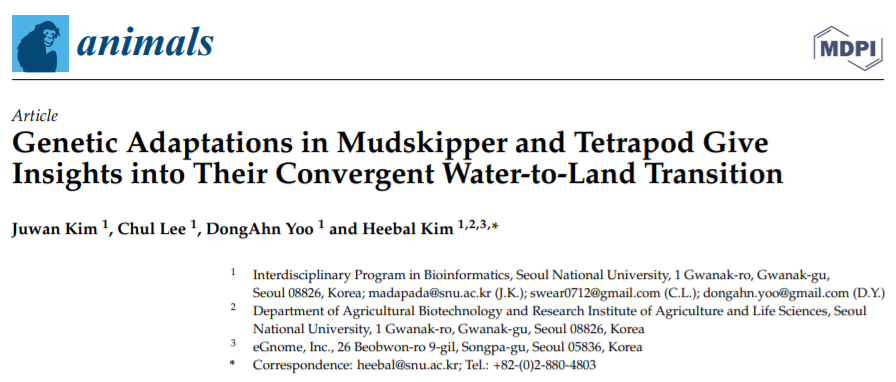 animals
MDPI
Article
Genetic Adaptations in Mudskipper and Tetrapod Give
Insights into Their Convergent Water-to-Land Transition
Juwan Kim 1, Chul Lee 1, DongAhn Yoo 1 and Heebal Kim 1,2,3,*
1 Interdisciplinary Program in Bioinformatics, Seoul National University, 1 Gwanak-ro, Gwanak-gu,
Seoul 08826, Korea; madapada@snu.ac.kr (J.K.); swear0712@gmail.com (C.L.); dongahn.yoo@gmail.com (D.Y.)
2 Department of Agricultural Biotechnology and Research Institute of Agriculture and Life Sciences, Seoul
National University, 1 Gwanak-ro, Gwanak-gu, Seoul 08826, Korea
3 eGnome, Inc., 26 Beobwon-ro 9-gil, Songpa-gu, Seoul 05836, Korea
* Correspondence: heebal@snu.ac.kr; Tel.: +82-(0)2-880-4803